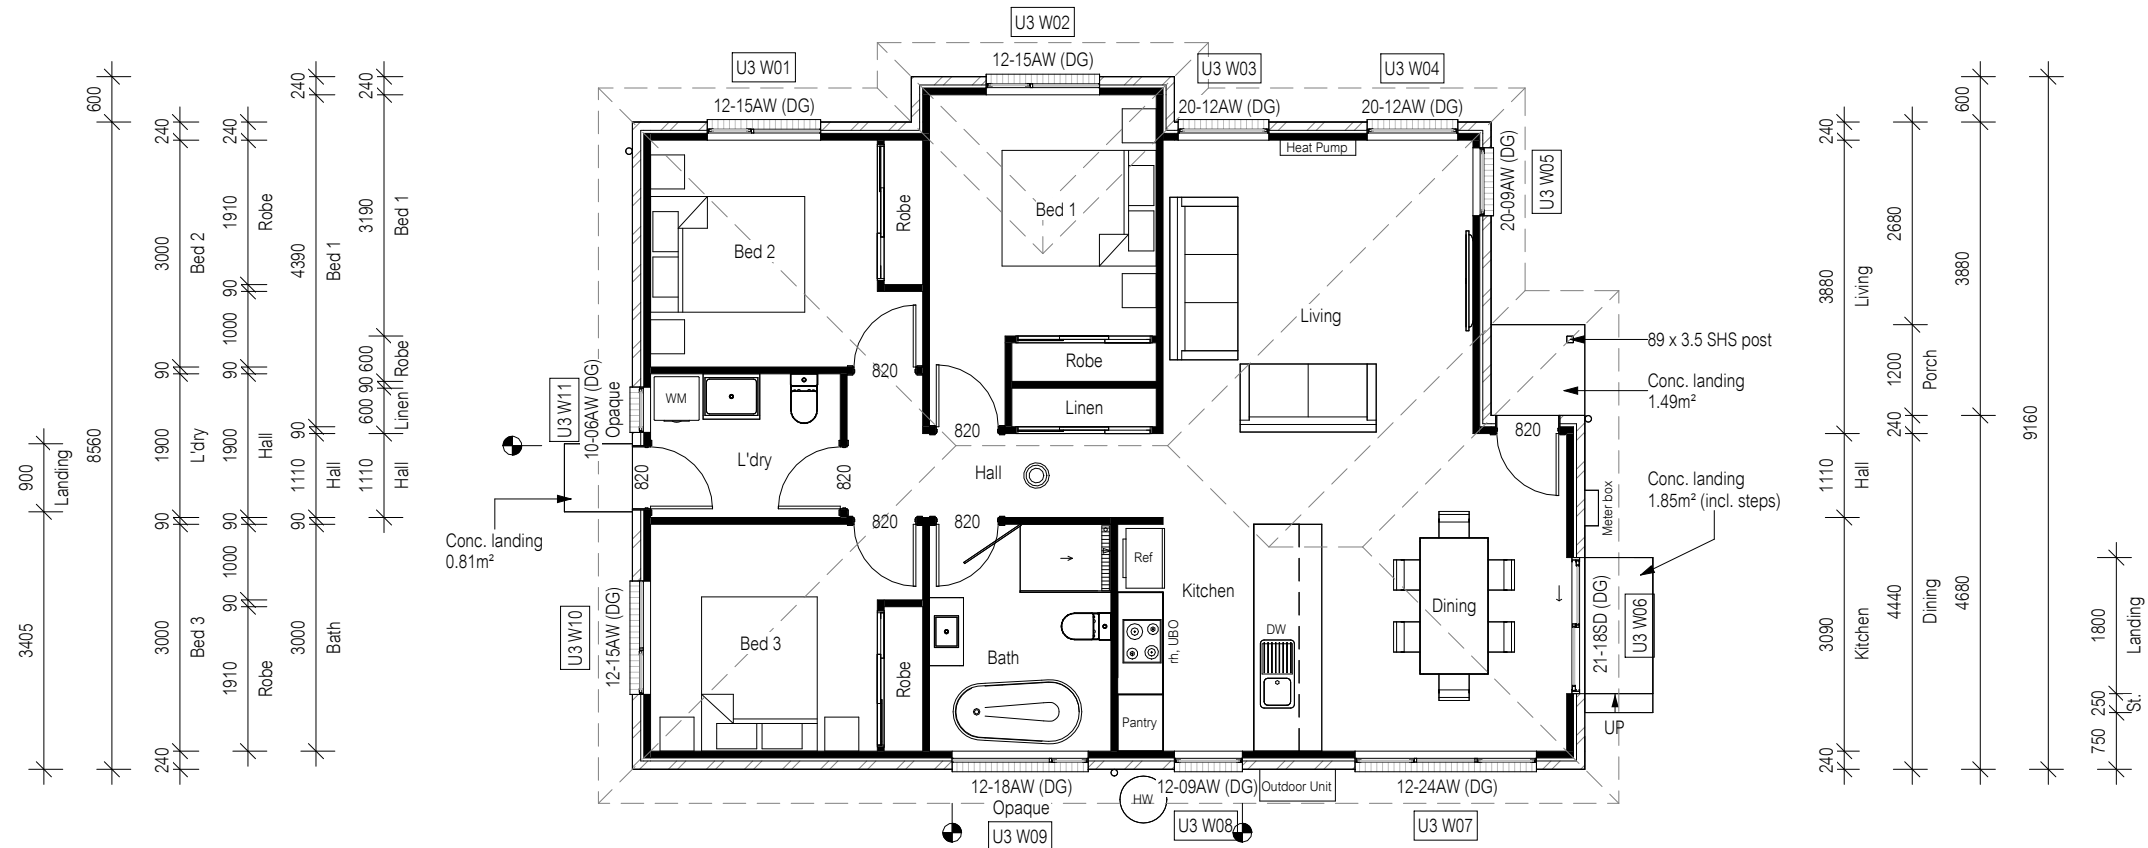 U3 W02
12-15AW (DG)
U3 W01
12-15AW (DG)
U3 W03
20-12AW (DG)
U3 W04
20-12AW (DG)
20-09AW (DG)
U3 W05
Heat Pump
Bed 2
Robe
Bed 1
Living
Robe
Linen
820
820
820
WM
L'dry
820
820
Hall
U3 W11
10-06AW (DG)
Opaque
820
820
Conc. landing
0.81m²
89 x 3.5 SHS post
Conc. landing
1.49m²
Conc. landing
1.85m² (incl. steps)
Meter box
Ref
Kitchen
rh, UBO
Pantry
DW
Dining
21-18SD (DG)
U3 W06
UP
U3 W10
12-15AW (DG)
Bed 3
Robe
Bath
12-18AW (DG)
Opaque
U3 W09
HW
12-09AW (DG)
U3 W08
Outdoor Unit
12-24AW (DG)
U3 W07
900
Landing
3405
600
8560
240
3000
Bed 2
90
1900
L'dry
90
3000
Bed 3
240
240
1910
Robe
90
1000
90
1900
Hall
90
1000
90
1910
Robe
240
4390
Bed 1
90
1110
Hall
90
3000
Bath
240
3190
Bed 1
600
Robe
90
600
Linen
1110
Hall
240
3880
Living
1110
Hall
3090
Kitchen
240
2680
1200
Porch
240
4440
Dining
600
3880
4680
9160
1800
Landing
250
St.
750